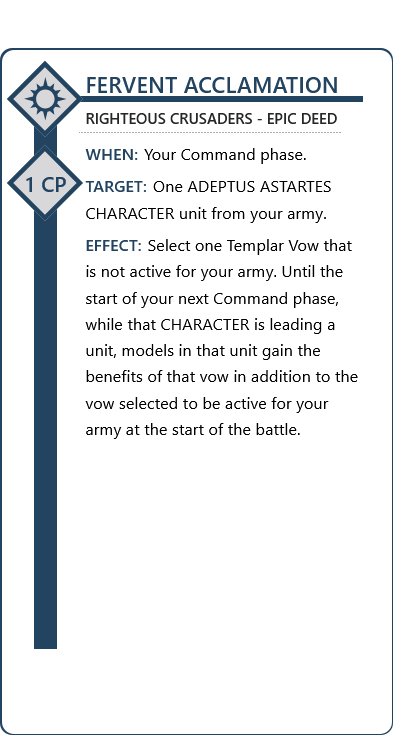 FERVENT ACCLAMATION
RIGHTEOUS CRUSADERS - EPIC DEED
1 CP
WHEN: Your Command phase.
TARGET: One ADEPTUS ASTARTES
CHARACTER unit from your army.
EFFECT: Select one Templar Vow that
is not active for your army. Until the
start of your next Command phase,
while that CHARACTER is leading a
unit, models in that unit gain the
benefits of that vow in addition to the
vow selected to be active for your
army at the start of the battle.